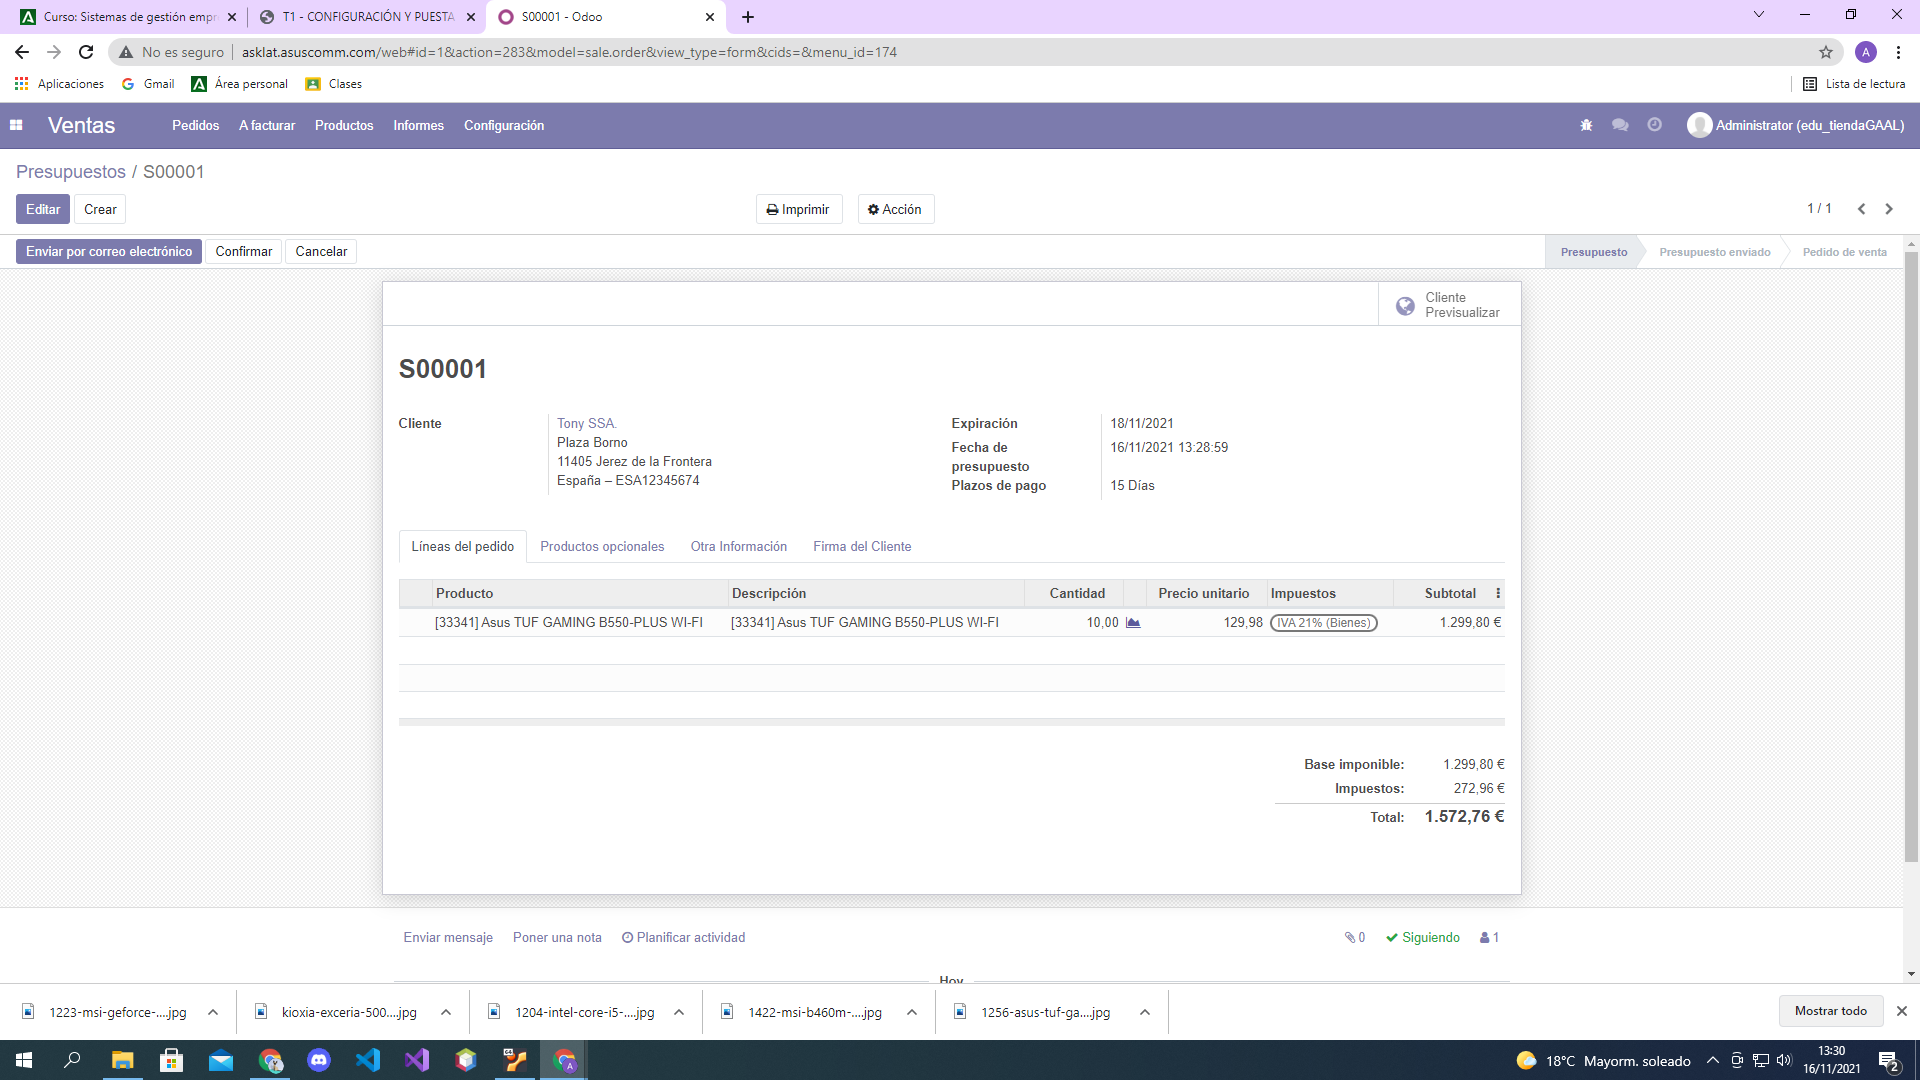 Curso: Sistemas de gestión empr
T1 - CONFIGURACIÓN Y PUESTA
S00001 - Odoo
No es seguro
asklat.asuscomm.com/web#id=1&action=283&model=sale.order&view_type=form&cids=&menu_id=174
A
Aplicaciones
Gmail
Área personal
Clases
Lista de lectura
Ventas
Pedidos
A facturar
Productos
Informes
Configuración
Administrator (edu_tiendaGAAL)
Presupuestos / S00001
Editar
Crear
Imprimir
Acción
1 / 1
Enviar por correo electrónico
Confirmar
Cancelar
Presupuesto
Presupuesto enviado
Pedido de venta
Cliente
Previsualizar
S00001
Cliente
Tony SSA.
Plaza Borno
11405 Jerez de la Frontera
España – ESA12345674
Expiración
18/11/2021
Fecha de presupuesto
16/11/2021 13:28:59
Plazos de pago
15 Días
Líneas del pedido
Productos opcionales
Otra Información
Firma del Cliente
Producto
Descripción
Cantidad
Precio unitario
Impuestos
Subtotal
[33341] Asus TUF GAMING B550-PLUS WI-FI
[33341] Asus TUF GAMING B550-PLUS WI-FI
10,00
129,98
IVA 21% (Bienes)
1.299,80 €
Base imponible:
1.299,80 €
Impuestos:
272,96 €
Total:
1.572,76 €
Enviar mensaje
Poner una nota
Planificar actividad
0
Siguiendo
1
Hoy
1223-msi-geforce-....jpg
kioxia-exceria-500....jpg
1204-intel-core-i5-....jpg
1422-msi-b460m-....jpg
1256-asus-tuf-ga....jpg
Mostrar todo
18°C Mayorm. soleado
13:30
16/11/2021
2